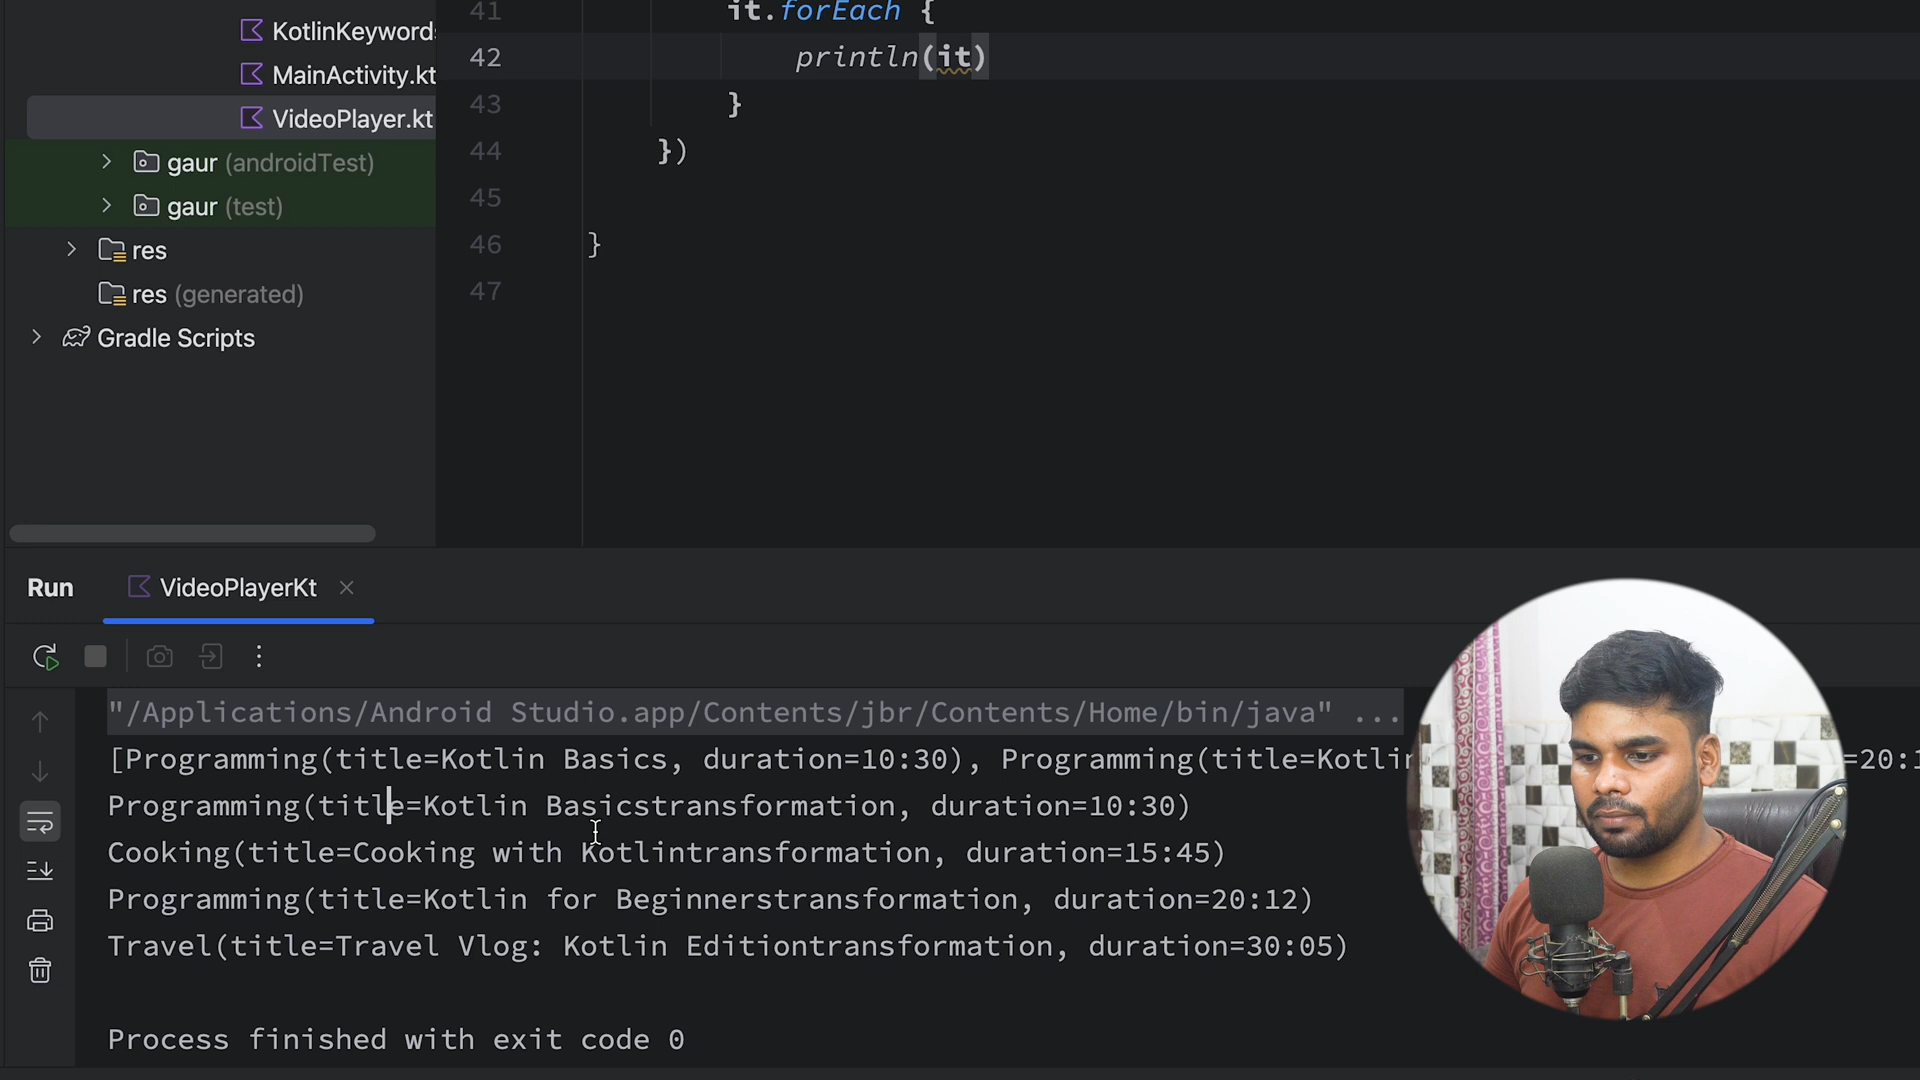 KotlinKeyword
MainActivity.kt
VideoPlayer.kt
gaur (androidTest)
gaur (test)
res
res (generated)
Gradle Scripts
41 it.forEach {
42 println(it)
43 }
44 })
45
46 }
47
Run VideoPlayerKt
"/Applications/Android Studio.app/Contents/jbr/Contents/Home/bin/java" ...
[Programming(title=Kotlin Basics, duration=10:30), Programming(title=Kotlin =20:1
Programming(title=Kotlin Basicstransformation, duration=10:30)
Cooking(title=Cooking with Kotlintransformation, duration=15:45)
Programming(title=Kotlin for Beginnerstransformation, duration=20:12)
Travel(title=Travel Vlog: Kotlin Editiontransformation, duration=30:05)
Process finished with exit code 0